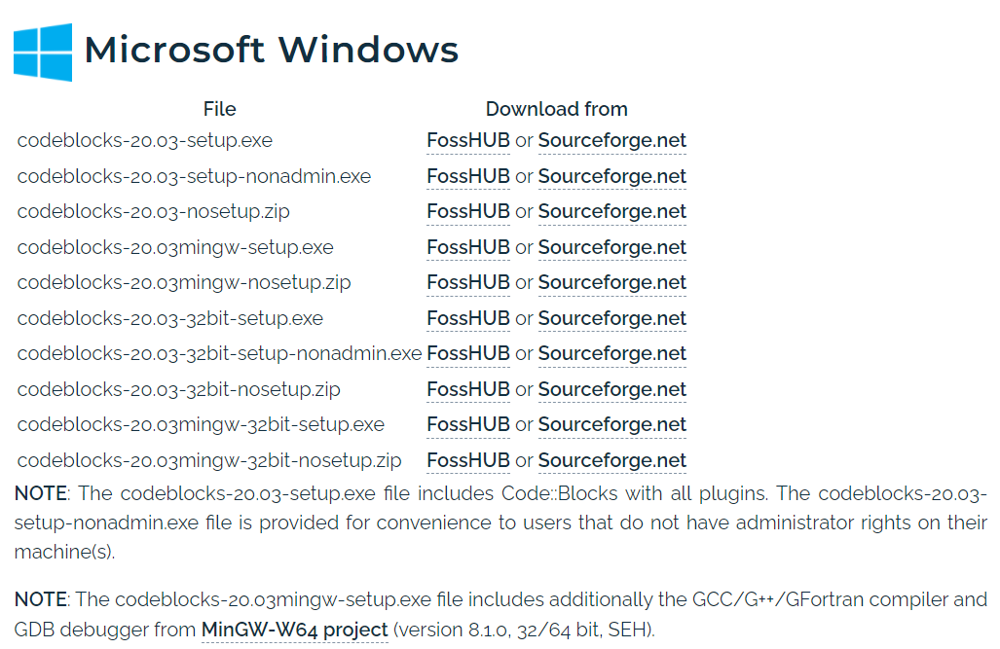 Microsoft Windows
File Download from
codeblocks-20.03-setup.exe FossHUB or Sourceforge.net
codeblocks-20.03-setup-nonadmin.exe FossHUB or Sourceforge.net
codeblocks-20.03-nosetup.zip FossHUB or Sourceforge.net
codeblocks-20.03mingw-setup.exe FossHUB or Sourceforge.net
codeblocks-20.03mingw-nosetup.zip FossHUB or Sourceforge.net
codeblocks-20.03-32bit-setup.exe FossHUB or Sourceforge.net
codeblocks-20.03-32bit-setup-nonadmin.exe FossHUB or Sourceforge.net
codeblocks-20.03-32bit-nosetup.zip FossHUB or Sourceforge.net
codeblocks-20.03mingw-32bit-setup.exe FossHUB or Sourceforge.net
codeblocks-20.03mingw-32bit-nosetup.zip FossHUB or Sourceforge.net
NOTE: The codeblocks-20.03-setup.exe file includes Code::Blocks with all plugins. The codeblocks-20.03-
setup-nonadmin.exe file is provided for convenience to users that do not have administrator rights on their
machine(s).
NOTE: The codeblocks-20.03mingw-setup.exe file includes additionally the GCC/G++/GFortran compiler and
GDB debugger from MinGW-W64 project (version 8.1.0, 32/64 bit, SEH).